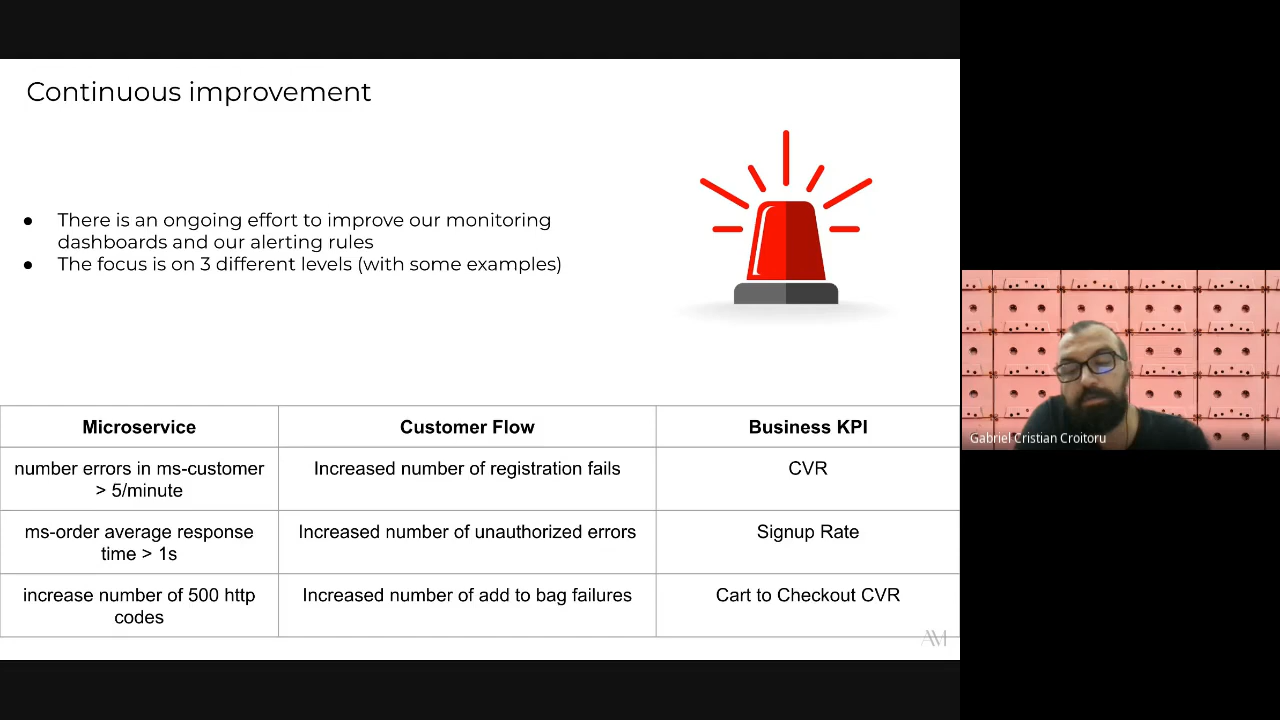 Continuous improvement
There is an ongoing effort to improve our monitoring
dashboards and our alerting rules
The focus is on 3 different levels (with some examples)
Microservice Customer Flow Business KPI
number errors in ms-customer
> 5/minute
Increased number of registration fails
CVR
ms-order average response
time > 1s
Increased number of unauthorized errors
Signup Rate
increase number of 500 http
codes
Increased number of add to bag failures
Cart to Checkout CVR
AM
Gabriel Cristian Croitoru